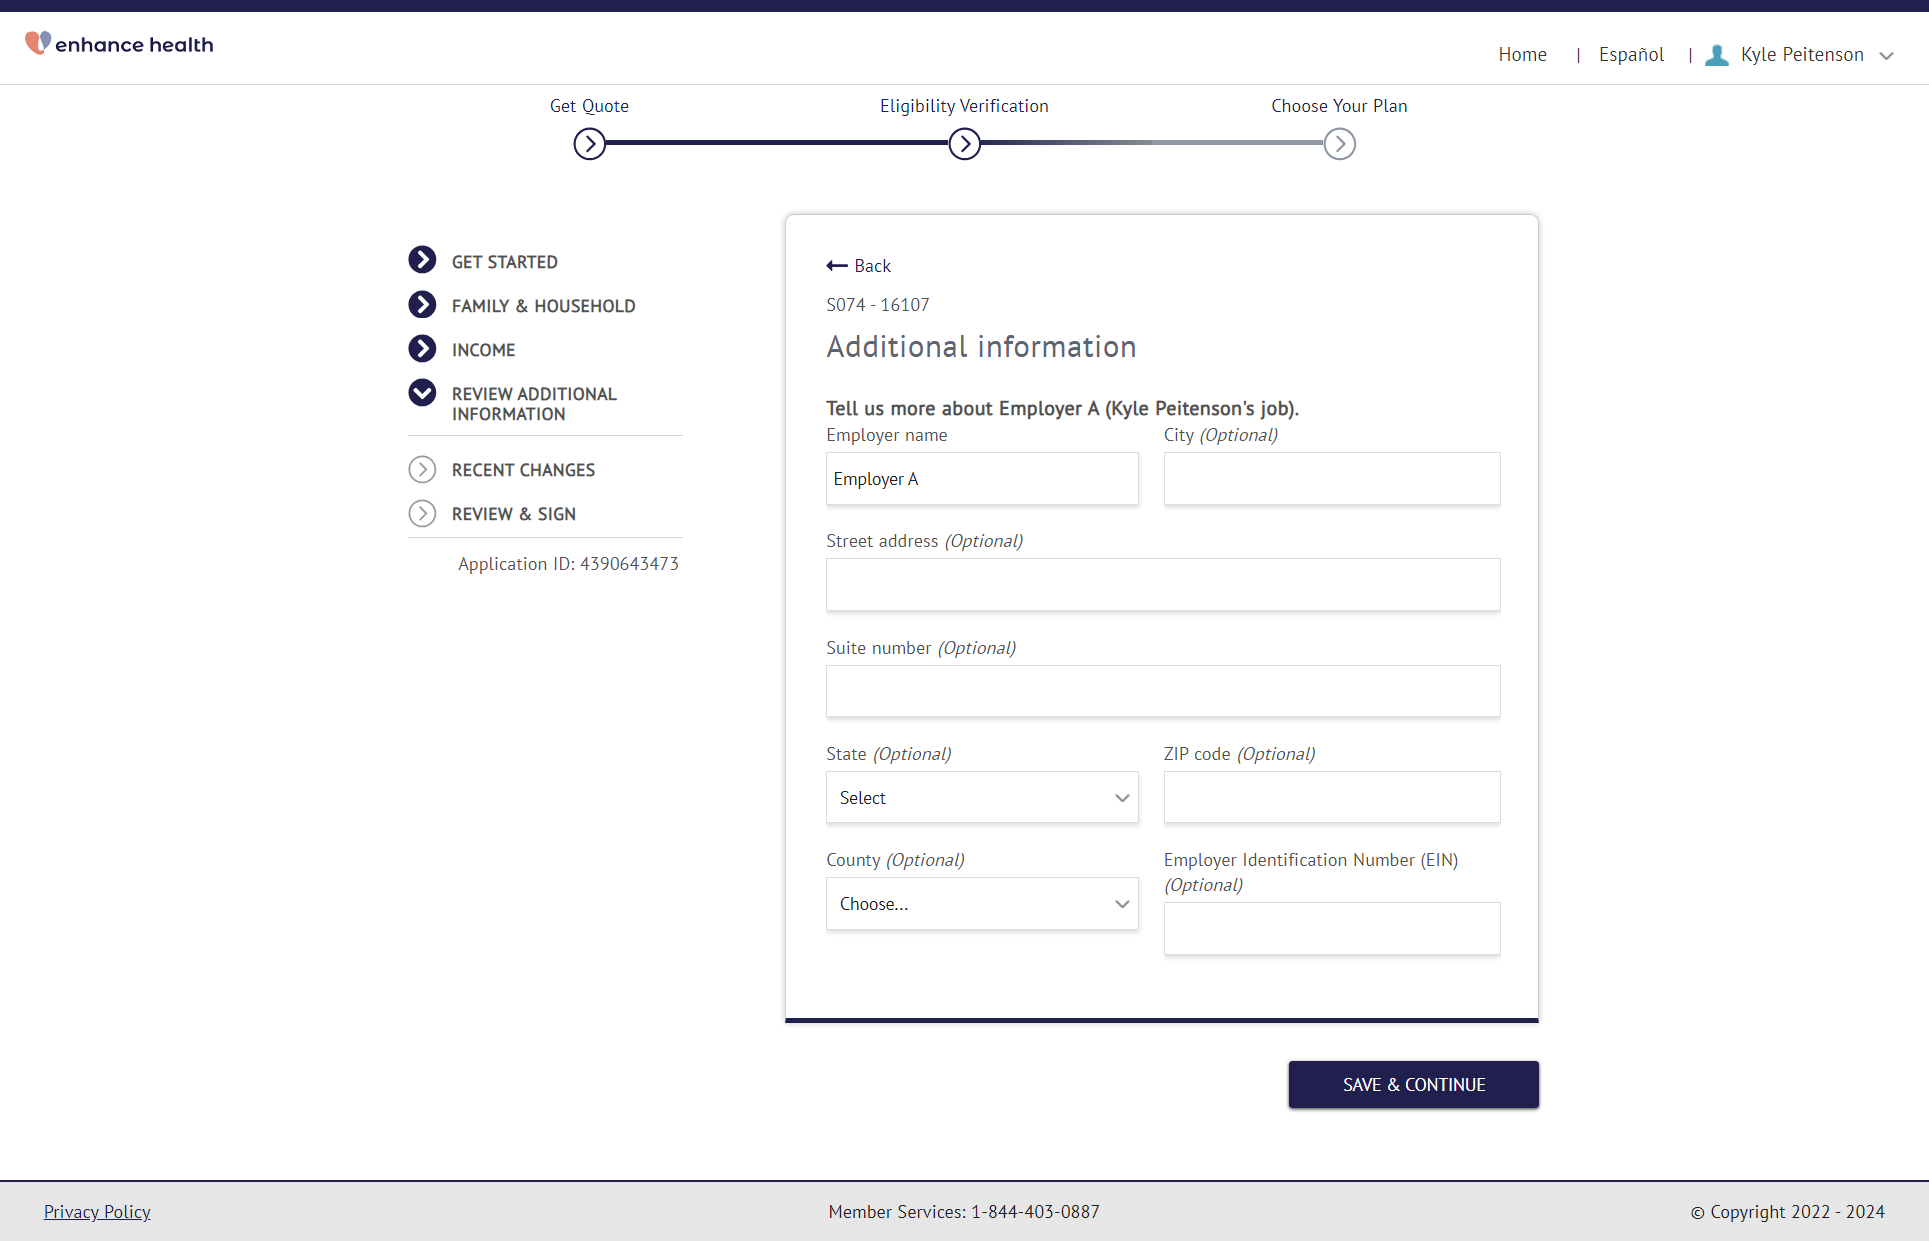 enhance health
Home | Español | Kyle Peitenson
Get Quote
Eligibility Verification
Choose Your Plan
GET STARTED
FAMILY & HOUSEHOLD
INCOME
REVIEW ADDITIONAL
INFORMATION
RECENT CHANGES
REVIEW & SIGN
Application ID: 4390643473
Back
S074 - 16107
Additional information
Tell us more about Employer A (Kyle Peitenson's job).
Employer name
Employer A
City (Optional)
Street address (Optional)
Suite number (Optional)
State (Optional)
Select
ZIP code (Optional)
County (Optional)
Choose...
Employer Identification Number (EIN)
(Optional)
SAVE & CONTINUE
Privacy Policy
Member Services: 1-844-403-0887
© Copyright 2022 - 2024